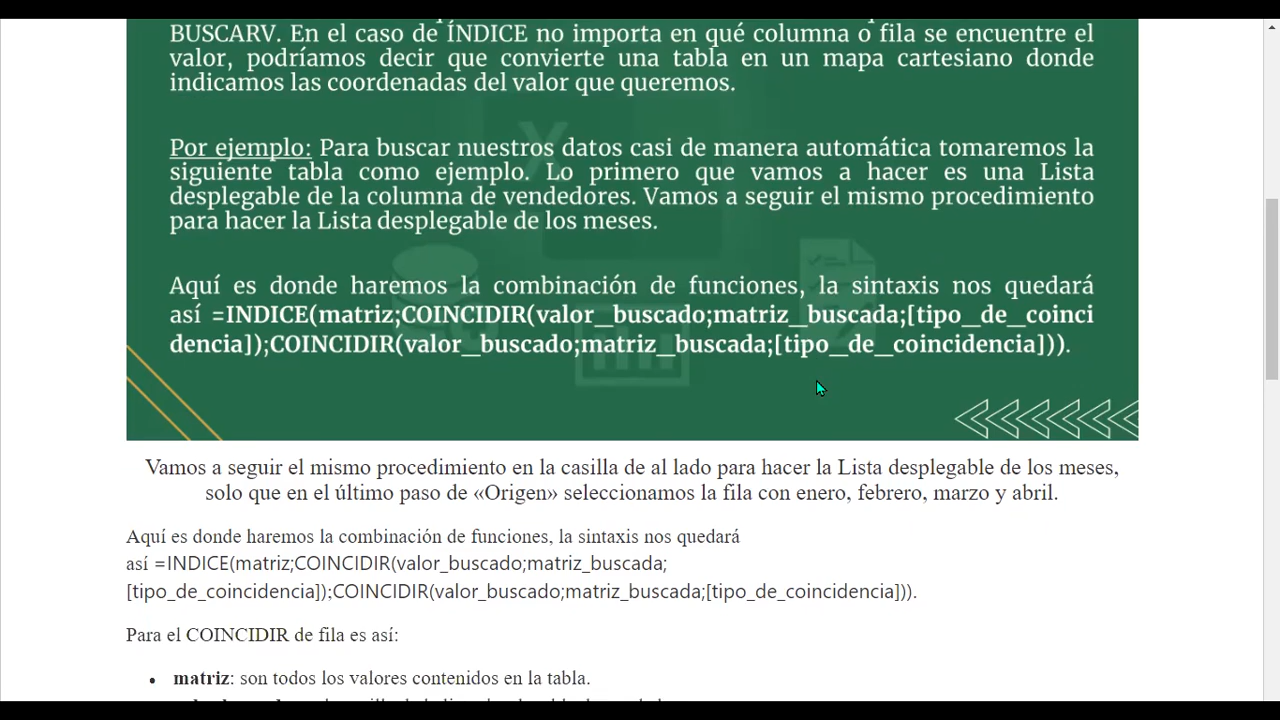 BUSCARV. En el caso de ÍNDICE no importa en qué columna o fila se encuentre el
valor, podríamos decir que convierte una tabla en un mapa cartesiano donde
indicamos las coordenadas del valor que queremos.
Por ejemplo: Para buscar nuestros datos casi de manera automática tomaremos la
siguiente tabla como ejemplo. Lo primero que vamos a hacer es una Lista
desplegable de la columna de vendedores. Vamos a seguir el mismo procedimiento
para hacer la Lista desplegable de los meses.
Aquí es donde haremos la combinación de funciones, la sintaxis nos quedará
así =INDICE(matriz;COINCIDIR(valor_buscado;matriz_buscada;[tipo_de_coinci
dencia]);COINCIDIR(valor_buscado;matriz_buscada;[tipo_de_coincidencia])).
Vamos a seguir el mismo procedimiento en la casilla de al lado para hacer la Lista desplegable de los meses,
solo que en el último paso de «Origen» seleccionamos la fila con enero, febrero, marzo y abril.
Aquí es donde haremos la combinación de funciones, la sintaxis nos quedará
así =INDICE(matriz;COINCIDIR(valor_buscado;matriz_buscada;
[tipo_de_coincidencia]);COINCIDIR(valor_buscado;matriz_buscada;[tipo_de_coincidencia])).
Para el COINCIDIR de fila es así:
• matriz: son todos los valores contenidos en la tabla.